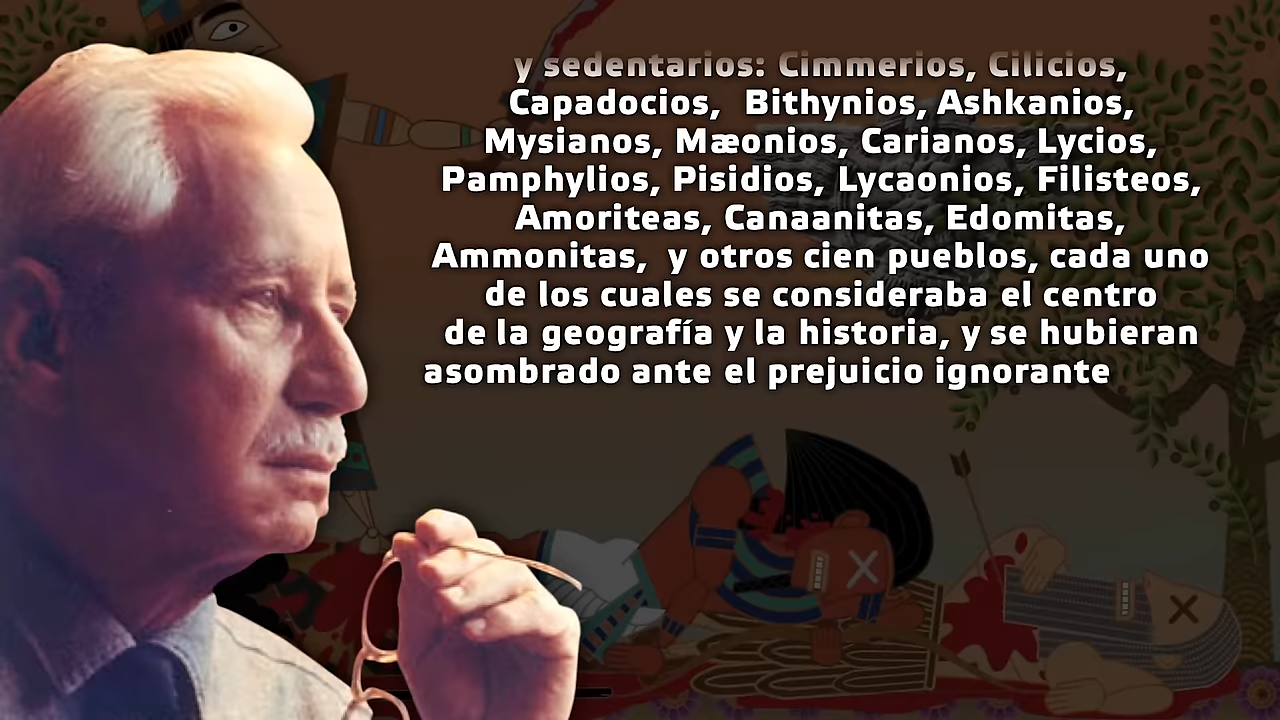 y sedentarios: Cimmerios, Cilicios,
Capadocios, Bithynios, Ashkanios,
Mysianos, Mæonios, Carianos, Lycios,
Pamphylios, Pisidios, Lycaonios, Filisteos,
Amoriteas, Canaanitas, Edomitas,
Ammonitas, y otros cien pueblos, cada uno
de los cuales se consideraba el centro
de la geografía y la historia, y se hubieran
asombrado ante el prejuicio ignorante